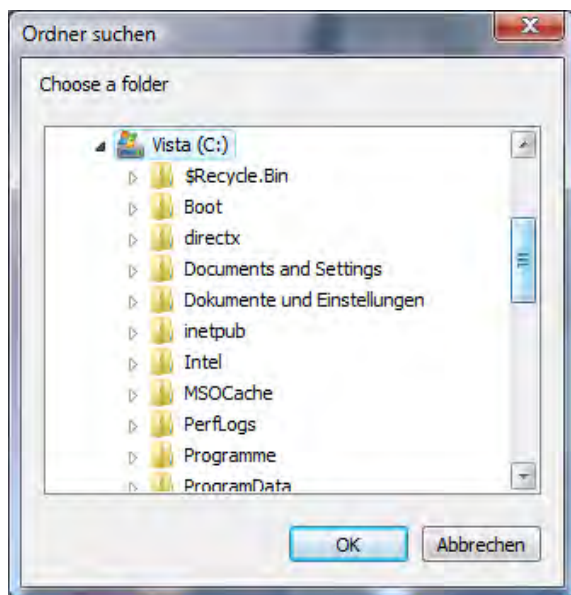 Ordner suchen
Choose a folder
Vista (C:)
$Recycle.Bin
Boot
directx
Documents and Settings
Dokumente und Einstellungen
inetpub
Intel
MSOCache
PerfLogs
Programme
ProgramData
OK Abbrechen